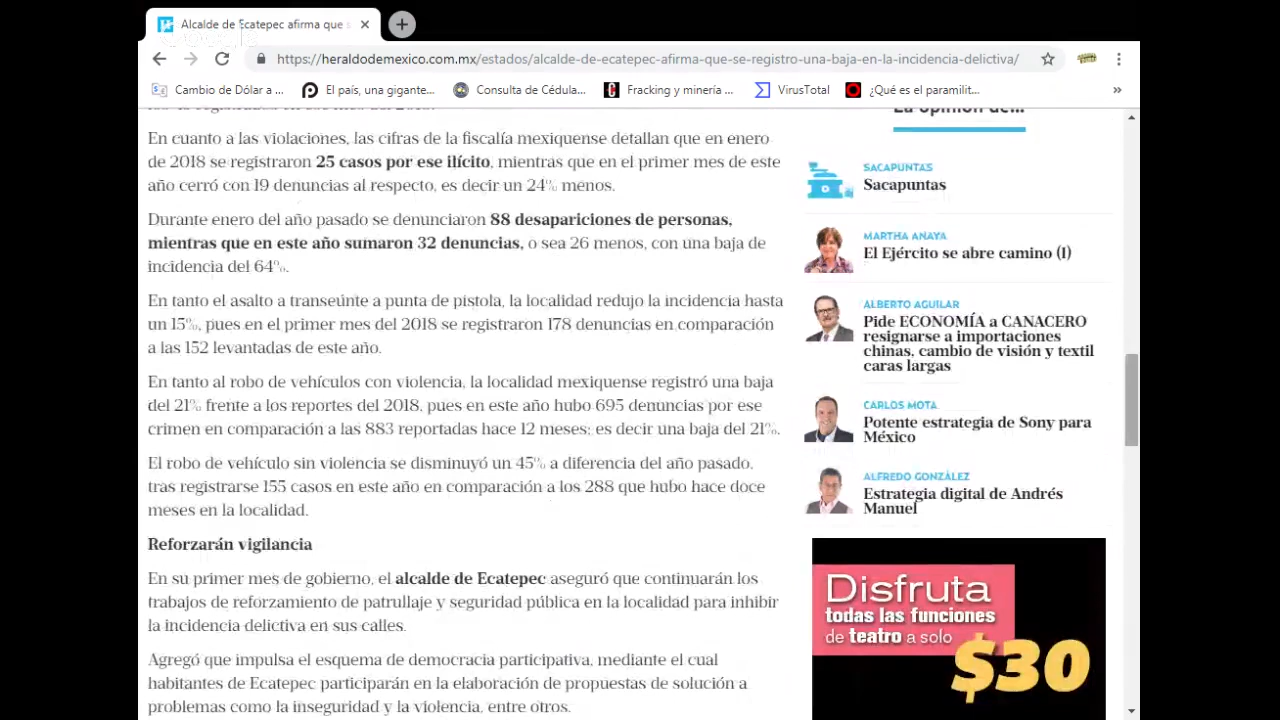 Alcalde de Ecatepec afirma que s
https://heraldodemexico.com.mx/estados/alcalde-de-ecatepec-afirma-que-se-registro-una-baja-en-la-incidencia-delictiva/
Cambio de Dólar a ...
El país, una gigante...
Consulta de Cédula...
Fracking y minería ...
VirusTotal
¿Qué es el paramilit...
»
En cuanto a las violaciones, las cifras de la fiscalía mexiquense detallan que en enero
de 2018 se registraron 25 casos por ese ilícito, mientras que en el primer mes de este
año cerró con 19 denuncias al respecto, es decir un 24% menos.
Durante enero del año pasado se denunciaron 88 desapariciones de personas,
mientras que en este año sumaron 32 denuncias, o sea 26 menos, con una baja de
incidencia del 64%.
En tanto el asalto a transeúnte a punta de pistola, la localidad redujo la incidencia hasta
un 15%, pues en el primer mes del 2018 se registraron 178 denuncias en comparación
a las 152 levantadas de este año.
En tanto al robo de vehículos con violencia, la localidad mexiquense registró una baja
del 21% frente a los reportes del 2018, pues en este año hubo 695 denuncias por ese
crimen en comparación a las 883 reportadas hace 12 meses; es decir una baja del 21%.
El robo de vehículo sin violencia se disminuyó un 45% a diferencia del año pasado,
tras registrarse 155 casos en este año en comparación a los 288 que hubo hace doce
meses en la localidad.
Reforzarán vigilancia
En su primer mes de gobierno, el alcalde de Ecatepec aseguró que continuarán los
trabajos de reforzamiento de patrullaje y seguridad pública en la localidad para inhibir
la incidencia delictiva en sus calles.
Agregó que impulsa el esquema de democracia participativa, mediante el cual
habitantes de Ecatepec participarán en la elaboración de propuestas de solución a
problemas como la inseguridad y la violencia, entre otros.
La opinión de...
SACAPUNTAS
Sacapuntas
MARTHA ANAYA
El Ejército se abre camino (I)
ALBERTO AGUILAR
Pide ECONOMÍA a CANACERO
resignarse a importaciones
chinas, cambio de visión y textil
caras largas
CARLOS MOTA
Potente estrategia de Sony para
México
ALFREDO GONZÁLEZ
Estrategia digital de Andrés
Manuel
Disfruta
todas las funciones
de teatro a solo
$30